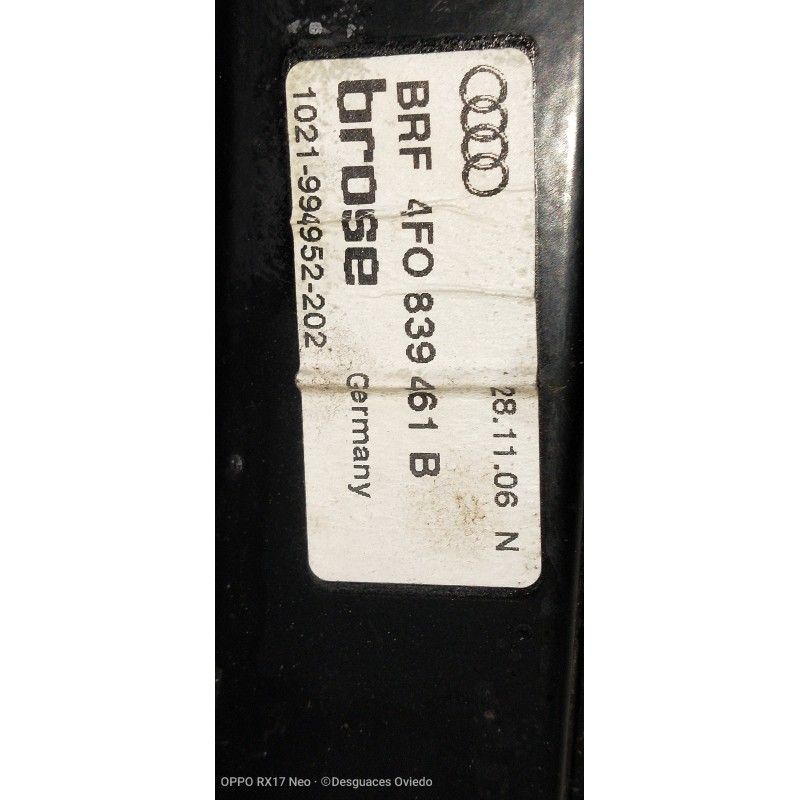 28.11.06 N
BRF 4F0 839 461 B
brose Germany
1021-994952-202
OPPO RX17 Neo · ©Desguaces Oviedo